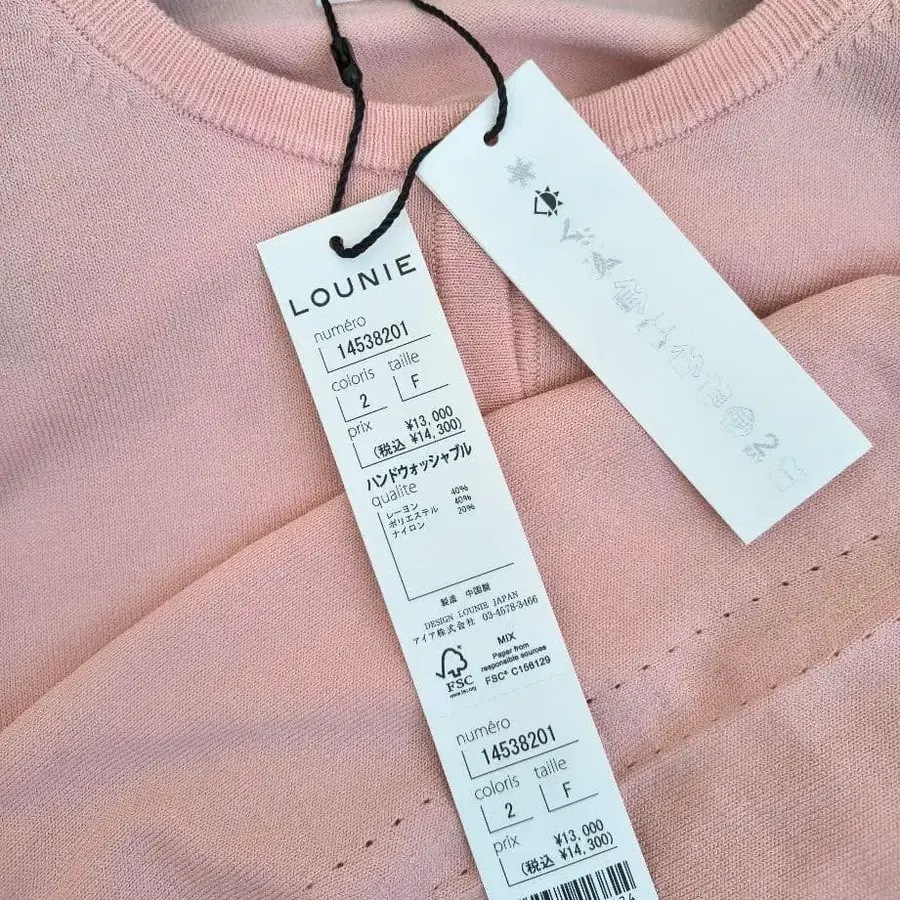 LOUNIE
numéro
14538201
coloris taille
2 F
prix ¥13,000
(税込 ¥14,300)
ハンドウォッシャブル
qualite
レーヨン 40%
ポリエステル 40%
ナイロン 20%
製造 中国製
DESIGN LOUNIE JAPAN
アイア株式会社 03-4578-3466
FSC
www.fsc.org
MIX
Paper from
responsible sources
FSC® C156129
numéro
14538201
coloris taille
2 F
prix ¥13,000
(税込 ¥14,300)